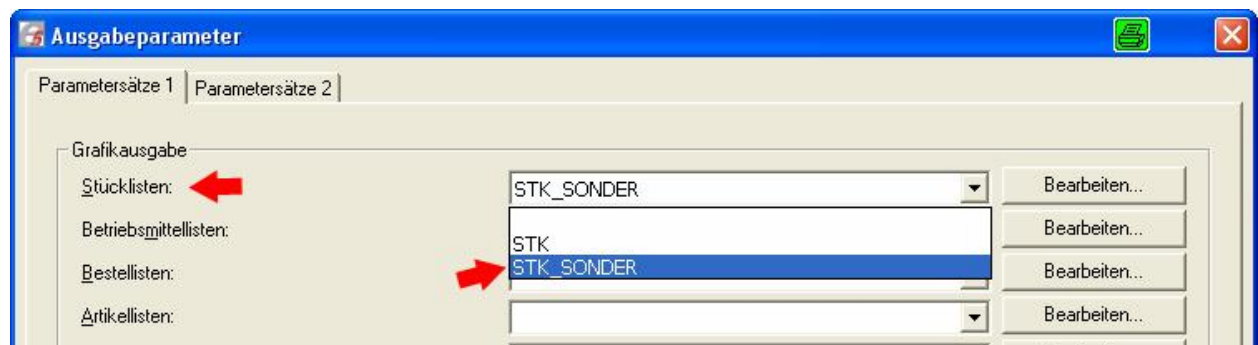 Ausgabeparameter
Parametersätze 1 Parametersätze 2
Grafikausgabe
Stücklisten: STK_SONDER Bearbeiten...
Betriebsmittellisten: Bearbeiten...
STK
STK_SONDER
Bestellisten: Bearbeiten...
Artikellisten: Bearbeiten...